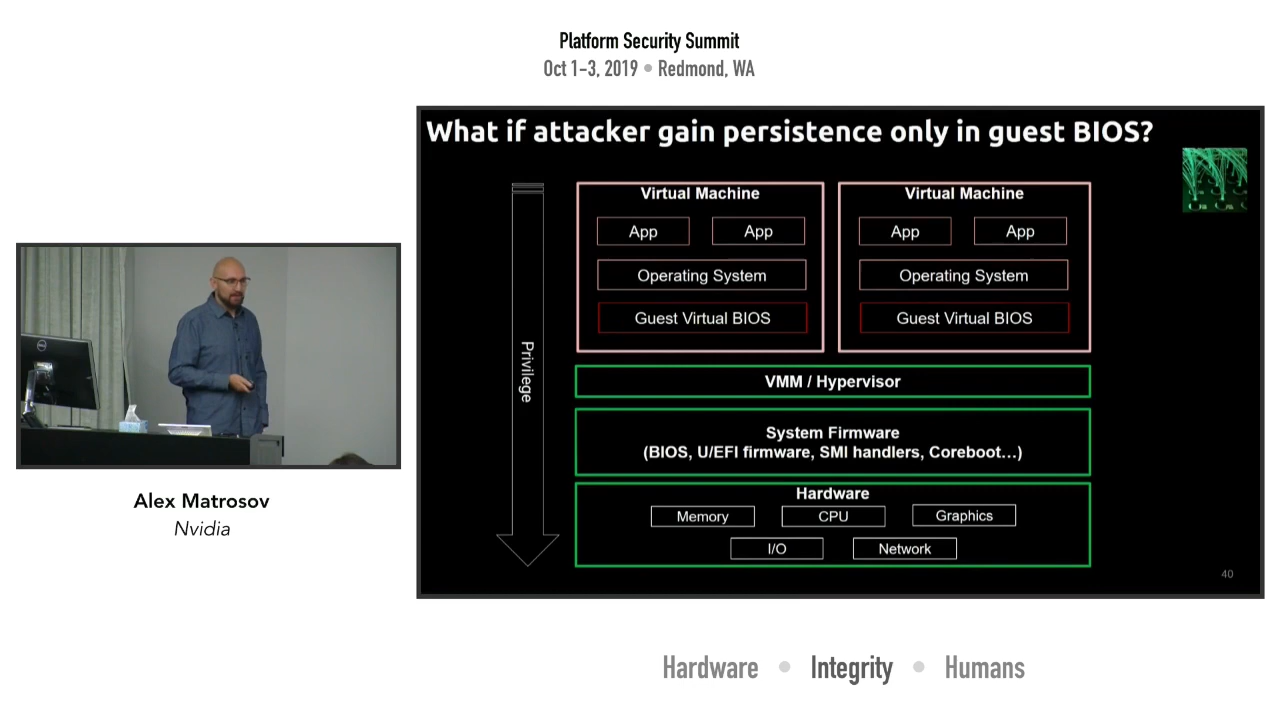 Platform Security Summit
Oct 1-3, 2019 • Redmond, WA
What if attacker gain persistence only in guest BIOS?
Privilege
Virtual Machine
App App
Operating System
Guest Virtual BIOS
Virtual Machine
App App
Operating System
Guest Virtual BIOS
VMM / Hypervisor
System Firmware
(BIOS, U/EFI firmware, SMI handlers, Coreboot…)
Hardware
Memory CPU Graphics
I/O Network
40
DELL
Alex Matrosov
Nvidia
Hardware • Integrity • Humans